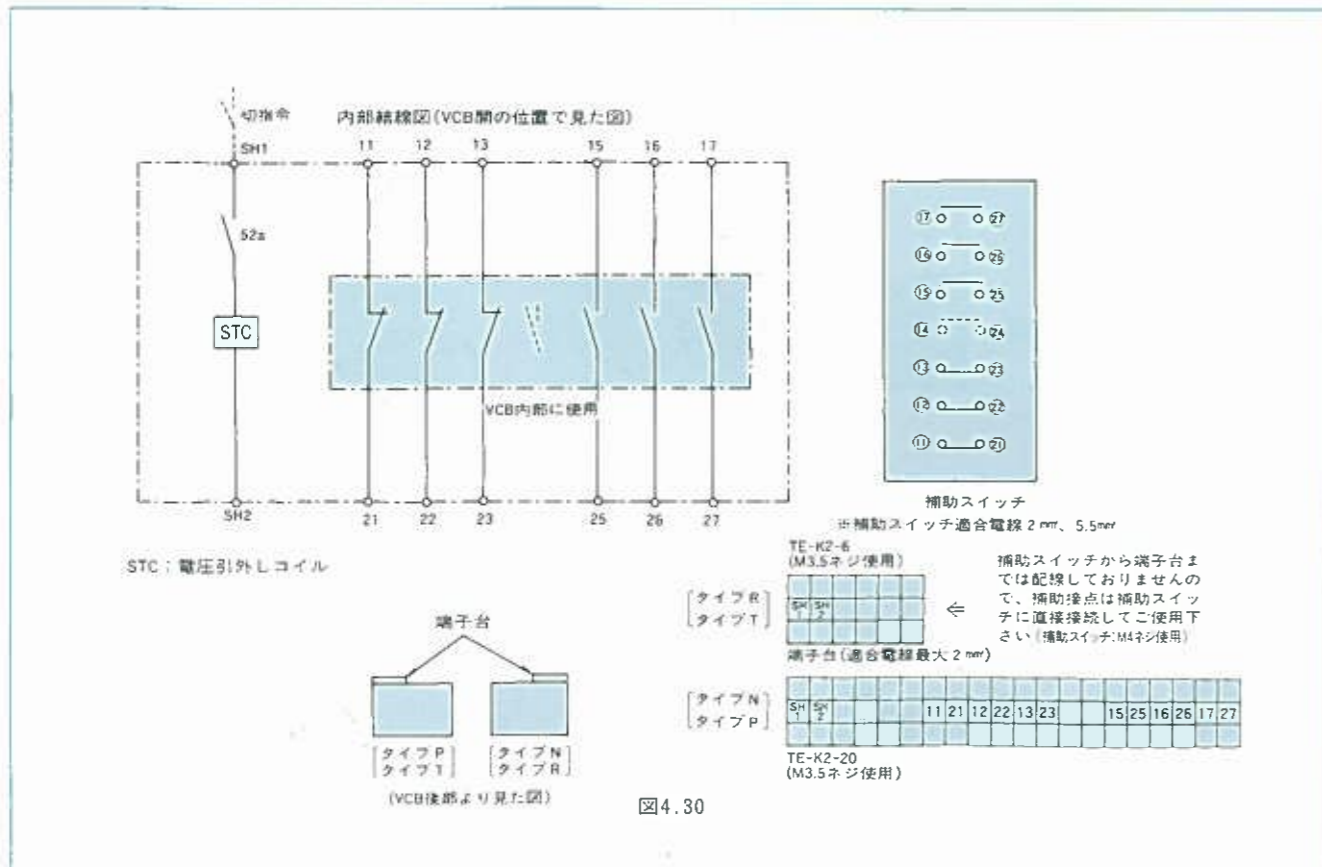 切指令
内部結線図(VCB開の位置で見た図)
SH1
11
12
13
15
16
17
52a
STC
VCB内部に使用
SH2
21
22
23
25
26
27
STC:電圧引外しコイル
⑰ ㉗
⑯ ㉖
⑮ ㉕
⑭ ㉔
⑬ ㉓
⑫ ㉒
⑪ ㉑
補助スイッチ
※補助スイッチ適合電線2mm²、5.5mm²
TE-K2-6
(M3.5ネジ使用)
タイプR
タイプT
SH1 SH2
⇐
補助スイッチから端子台ま
では配線しておりませんの
で、補助接点は補助スイッ
チに直接接続してご使用下
さい(補助スイッチ:M4ネジ使用)
端子台(適合電線最大2mm²)
タイプN
タイプP
SH1 SH2 11 21 12 22 13 23 15 25 16 26 17 27
TE-K2-20
(M3.5ネジ使用)
端子台
タイプP
タイプT
タイプN
タイプR
(VCB後部より見た図)
図4.30